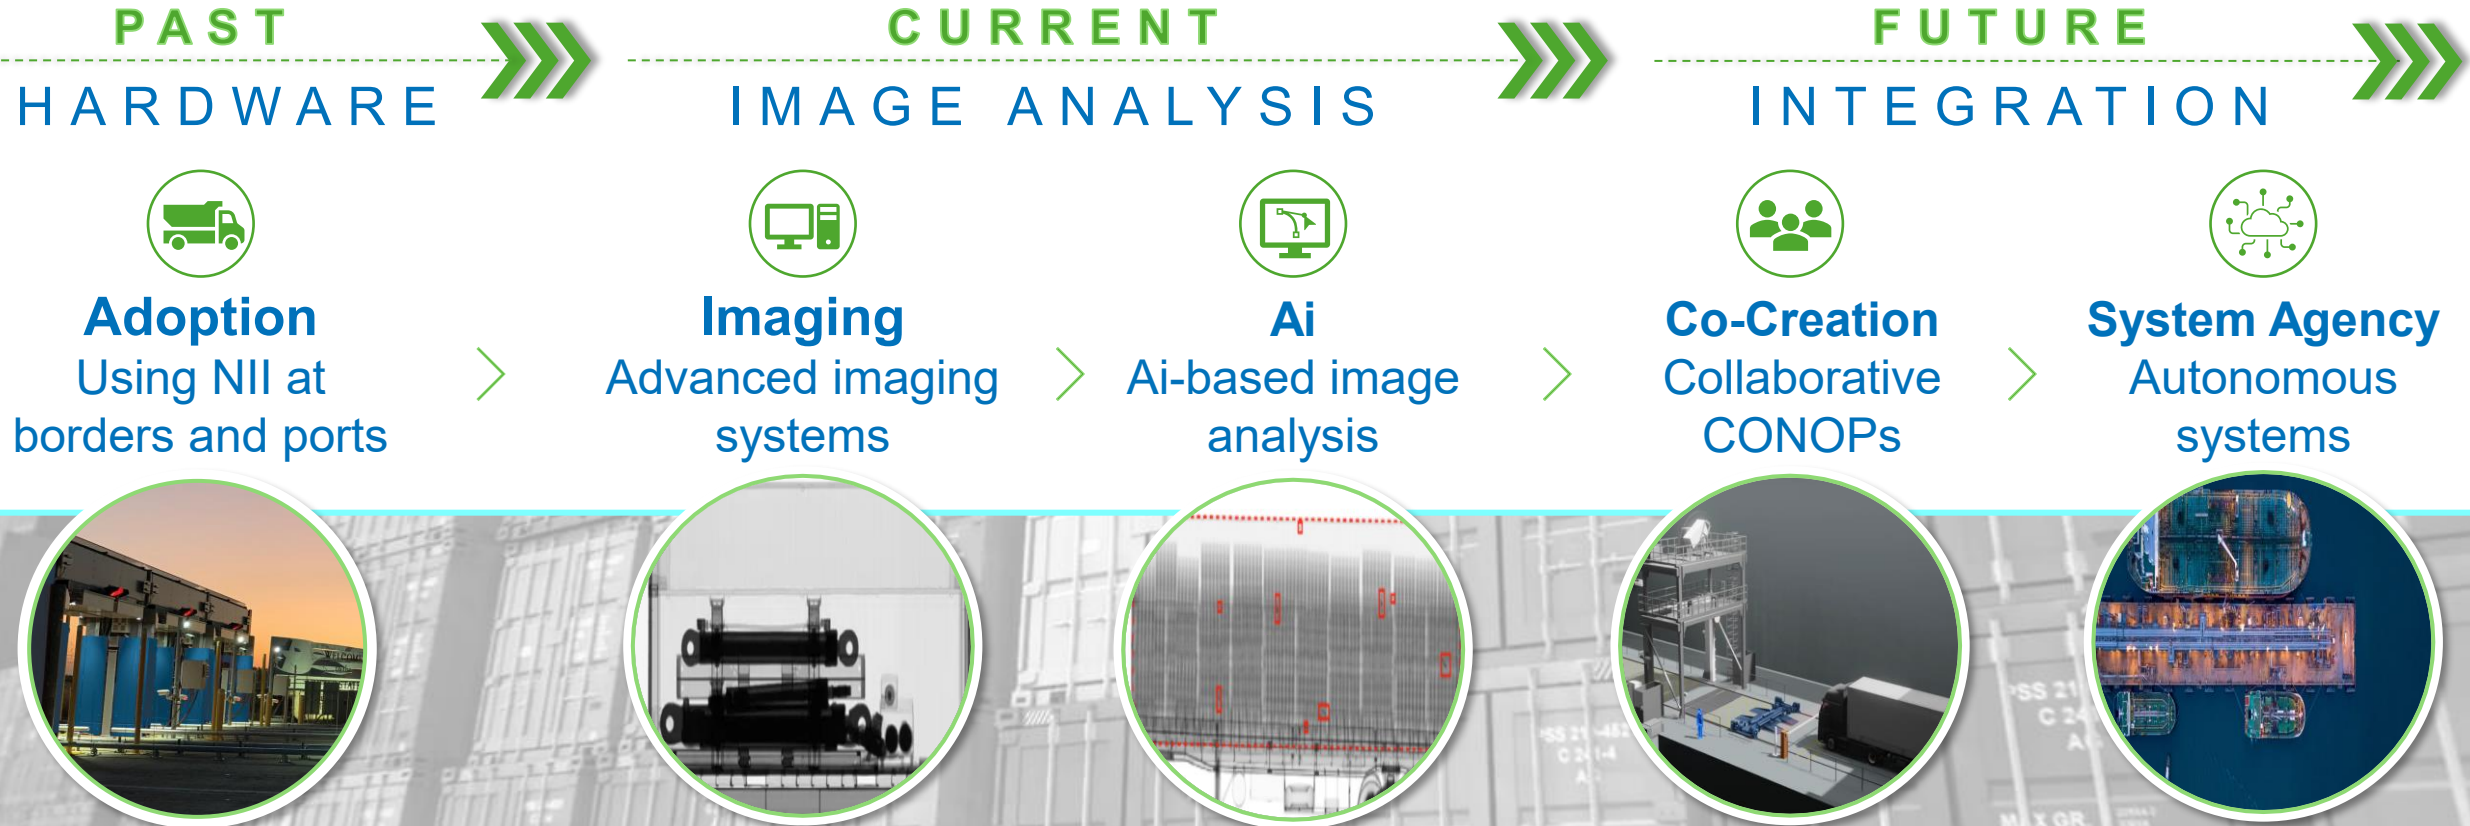 PAST
CURRENT
FUTURE
HARDWARE
IMAGE ANALYSIS
INTEGRATION
Adoption
Using NII at
borders and ports
Imaging
Advanced imaging
systems
Ai
Ai-based image
analysis
Co-Creation
Collaborative
CONOPs
System Agency
Autonomous
systems